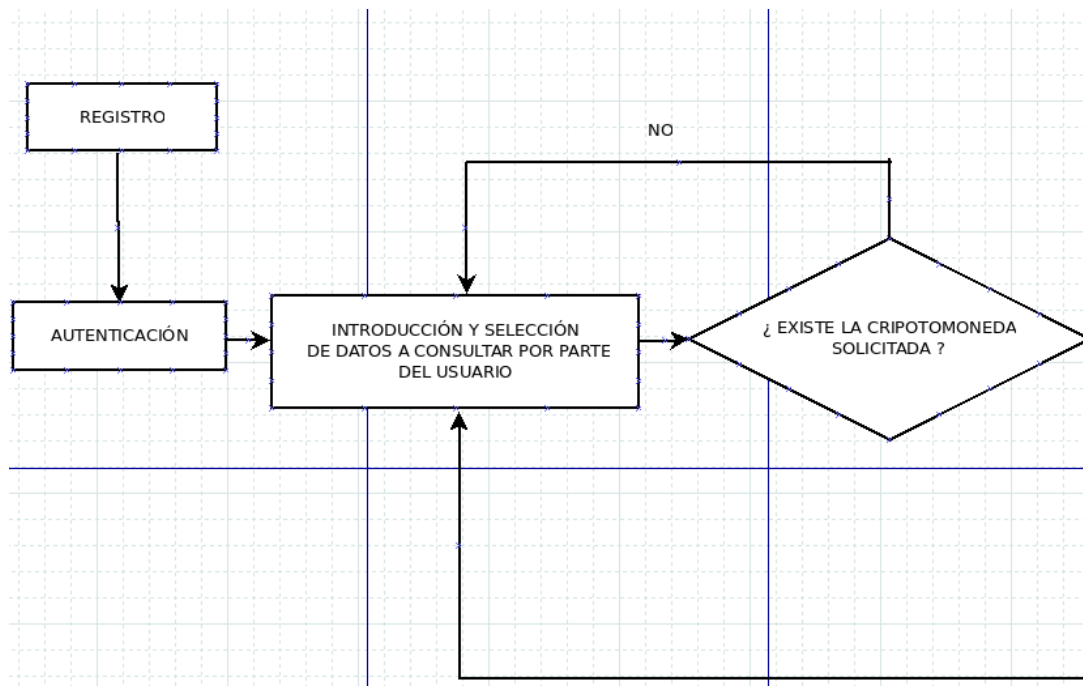 REGISTRO
NO
AUTENTICACIÓN
INTRODUCCIÓN Y SELECCIÓN
DE DATOS A CONSULTAR POR PARTE
DEL USUARIO
¿ EXISTE LA CRIPOTOMONEDA
SOLICITADA ?